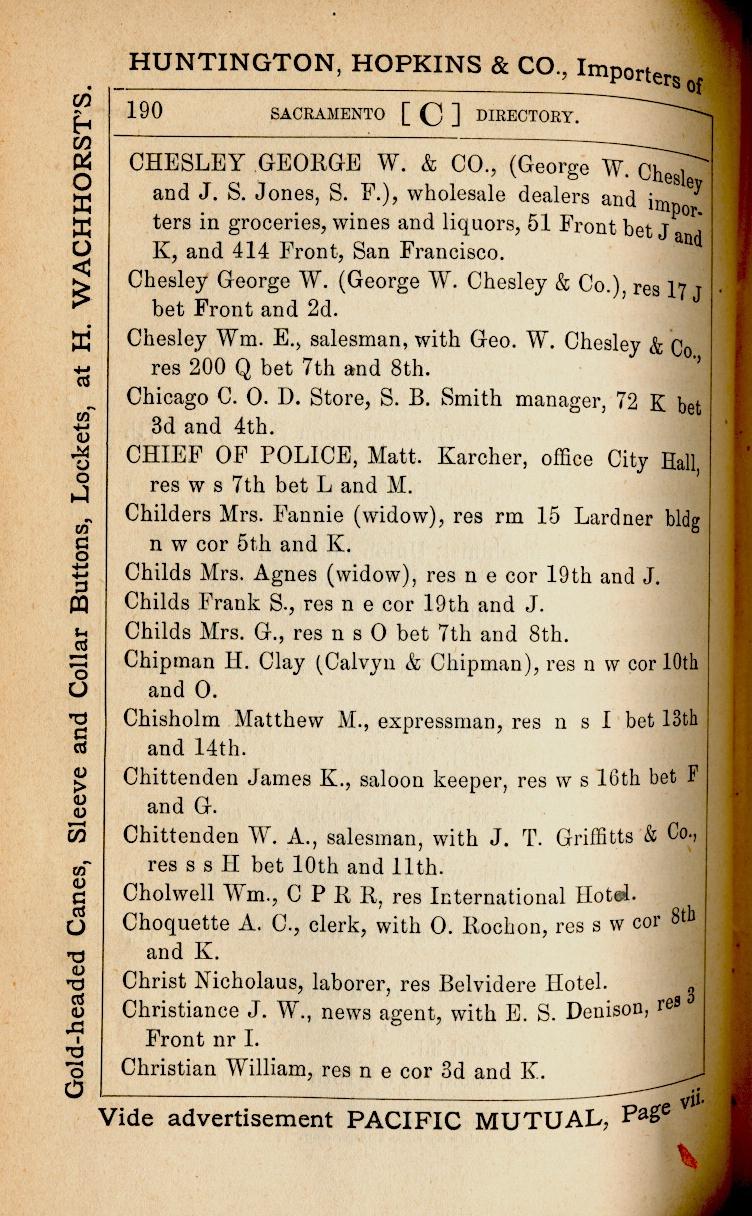 HUNTINGTON, HOPKINS & CO., Importers of
190 SACRAMENTO [ C ] DIRECTORY.
CHESLEY GEORGE W. & CO., (George W. Chesley
and J. S. Jones, S. F.), wholesale dealers and impor-
ters in groceries, wines and liquors, 51 Front bet J and
K, and 414 Front, San Francisco.
Chesley George W. (George W. Chesley & Co.), res 17 J
bet Front and 2d.
Chesley Wm. E., salesman, with Geo. W. Chesley & Co.,
res 200 Q bet 7th and 8th.
Chicago C. O. D. Store, S. B. Smith manager, 72 K bet
3d and 4th.
CHIEF OF POLICE, Matt. Karcher, office City Hall,
res w s 7th bet L and M.
Childers Mrs. Fannie (widow), res rm 15 Lardner bldg
n w cor 5th and K.
Childs Mrs. Agnes (widow), res n e cor 19th and J.
Childs Frank S., res n e cor 19th and J.
Childs Mrs. G., res n s O bet 7th and 8th.
Chipman H. Clay (Calvyn & Chipman), res n w cor 10th
and O.
Chisholm Matthew M., expressman, res n s I bet 13th
and 14th.
Chittenden James K., saloon keeper, res w s 16th bet F
and G.
Chittenden W. A., salesman, with J. T. Griffitts & Co.,
res s s H bet 10th and 11th.
Cholwell Wm., C P R R, res International Hotel.
Choquette A. C., clerk, with O. Rochon, res s w cor 8th
and K.
Christ Nicholaus, laborer, res Belvidere Hotel.
Christiance J. W., news agent, with E. S. Denison, res 3
Front nr I.
Christian William, res n e cor 3d and K.
Vide advertisement PACIFIC MUTUAL, Page vii.
Gold-headed Canes, Sleeve and Collar Buttons, Lockets, at H. WACHHORST'S.